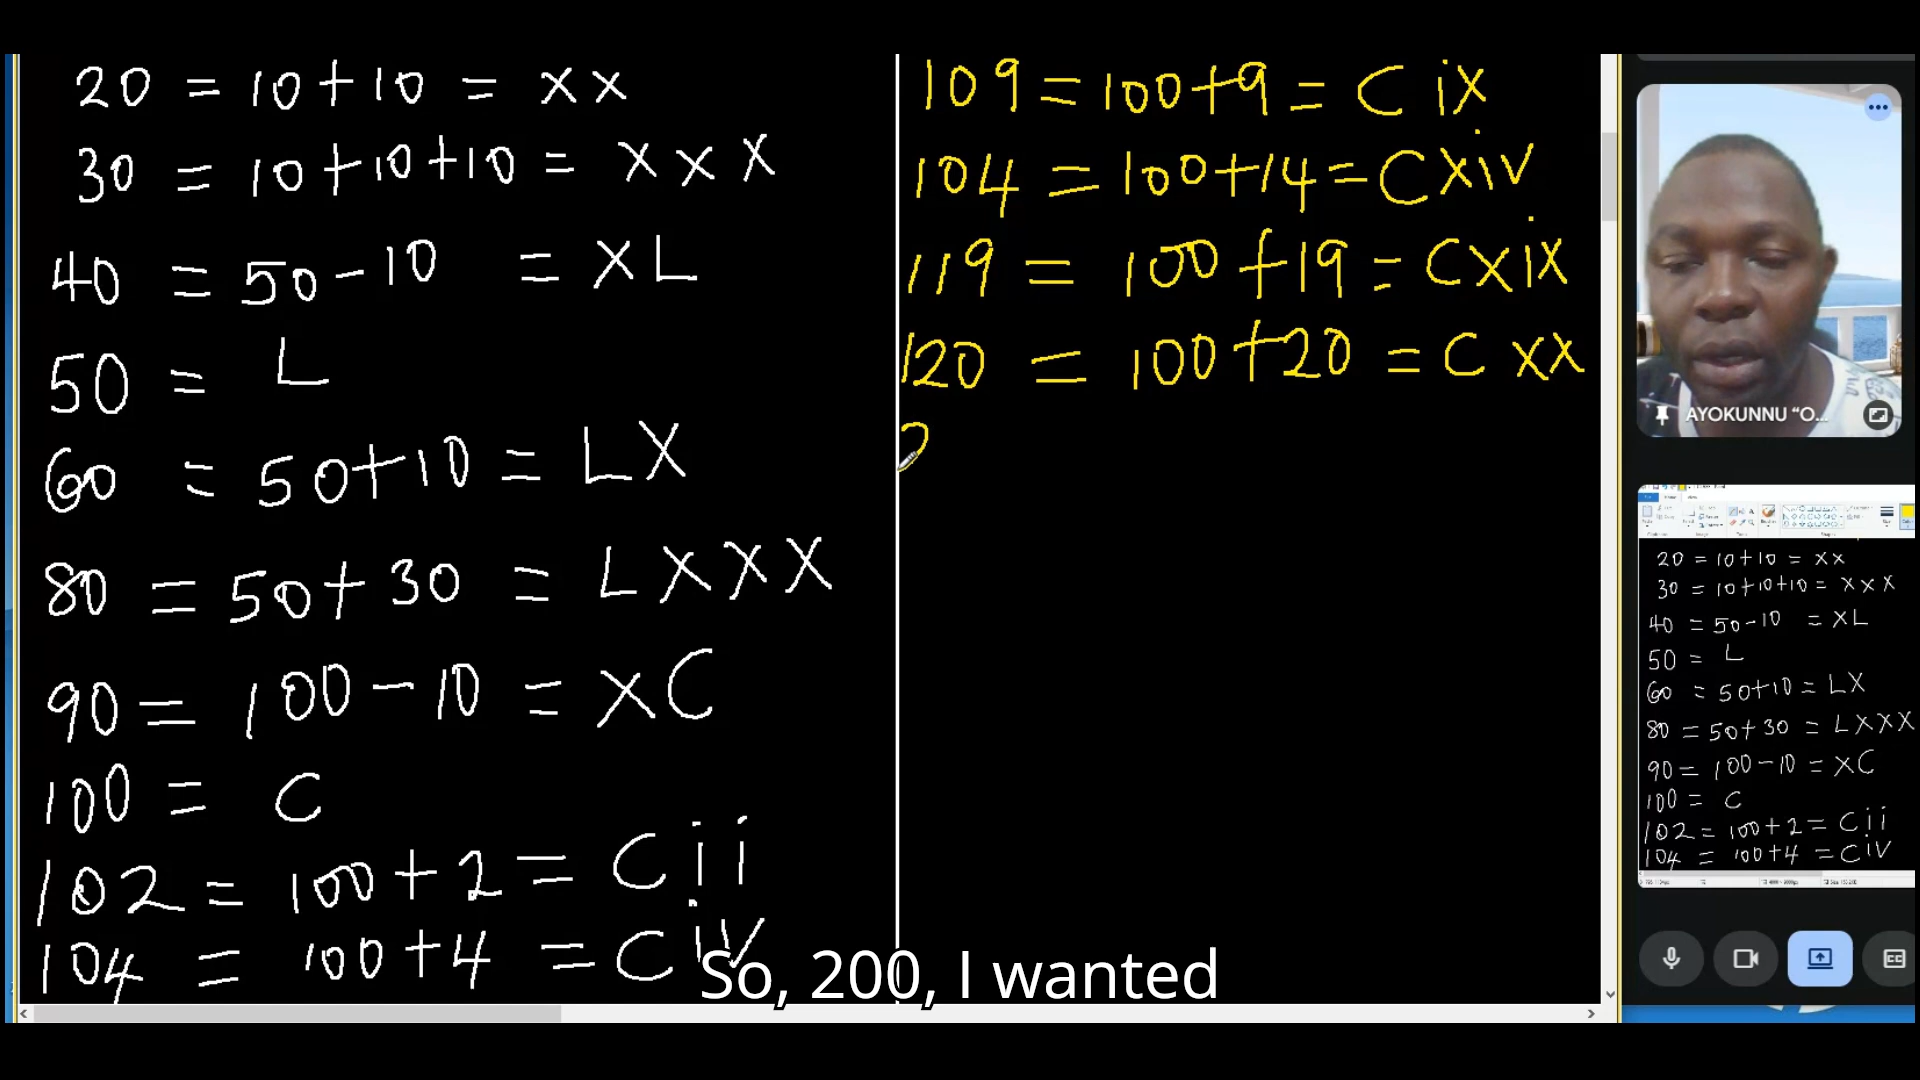 20 = 10+10 = XX
30 = 10+10+10 = XXX
40 = 50-10 = XL
50 = L
60 = 50+10 = LX
80 = 50+30 = LXXX
90 = 100-10 = XC
100 = C
102 = 100+2 = Cii
104 = 100+4 = Civ
109 = 100+9 = Cix
104 = 100+14 = Cxiv
119 = 100+19 = Cxix
120 = 100+20 = Cxx
2
So, 200, I wanted
AYOKUNNU “O...
20 = 10+10 = XX
30 = 10+10+10 = XXX
40 = 50-10 = XL
50 = L
60 = 50+10 = LX
80 = 50+30 = LXXX
90 = 100-10 = XC
100 = C
102 = 100+2 = Cii
104 = 100+4 = Civ
CC